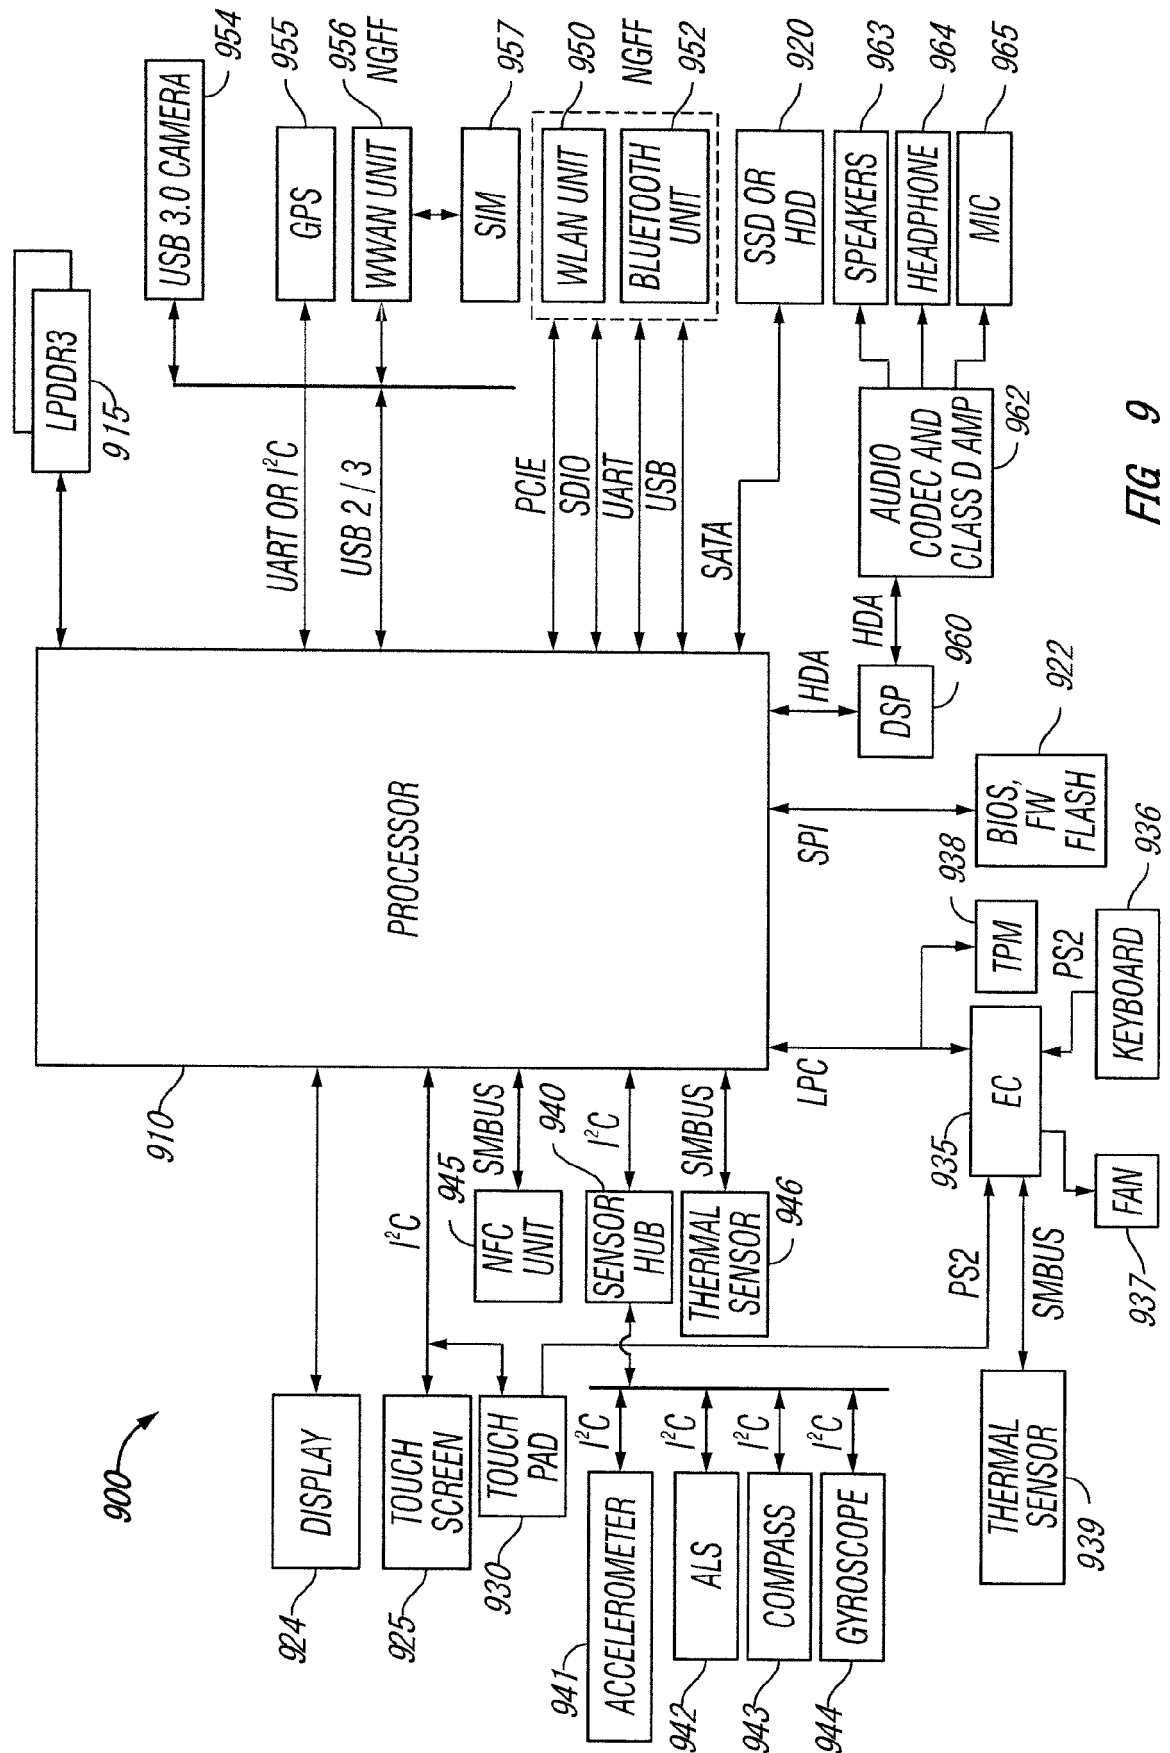 900
DISPLAY
924
TOUCH
SCREEN
925
TOUCH
PAD
930
I²C
ACCELEROMETER
941
I²C
ALS
942
I²C
COMPASS
943
I²C
GYROSCOPE
944
I²C
NFC
UNIT
945
SMBUS
SENSOR
HUB
940
I²C
THERMAL
SENSOR
946
SMBUS
PROCESSOR
910
LPDDR3
915
USB 3.0 CAMERA
954
GPS
955
UART OR I²C
WWAN UNIT
956
NGFF
USB 2 / 3
SIM
957
WLAN UNIT
950
BLUETOOTH
UNIT
NGFF
952
PCIE
SDIO
UART
USB
SSD OR
HDD
920
SATA
SPEAKERS
963
HEADPHONE
964
MIC
965
AUDIO
CODEC AND
CLASS D AMP
962
HDA
HDA
DSP
960
SPI
BIOS,
FW
FLASH
922
LPC
TPM
938
EC
935
PS2
KEYBOARD
936
FAN
937
PS2
SMBUS
THERMAL
SENSOR
939
FIG 9